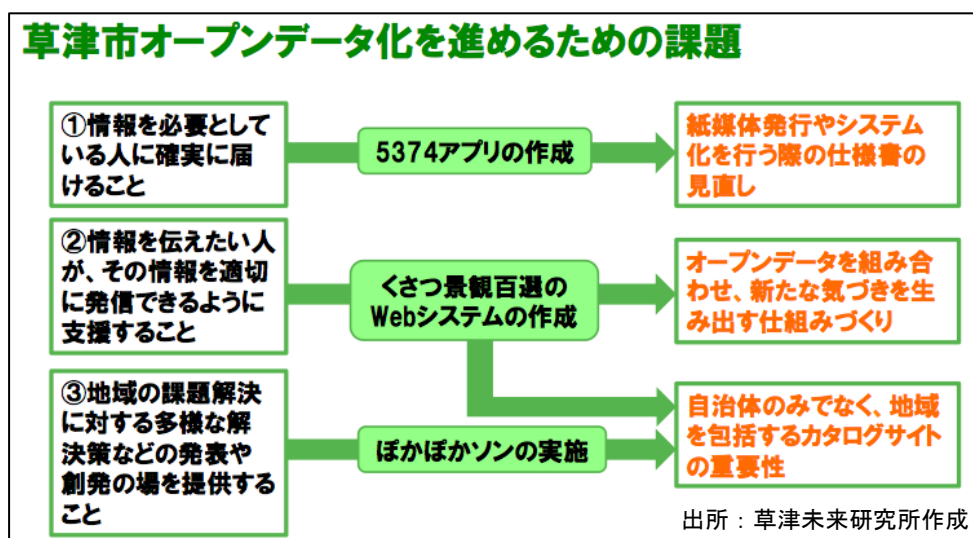 草津市オープンデータ化を進めるための課題
①情報を必要として
いる人に確実に届
けること
5374アプリの作成
紙媒体発行やシステム
化を行う際の仕様書の
見直し
②情報を伝えたい人
が、その情報を適切
に発信できるように
支援すること
くさつ景観百選の
Webシステムの作成
オープンデータを組み合
わせ、新たな気づきを生
み出す仕組みづくり
③地域の課題解決
に対する多様な解
決策などの発表や
創発の場を提供する
こと
ぽかぽかソンの実施
自治体のみでなく、地域
を包括するカタログサイト
の重要性
出所：草津未来研究所作成